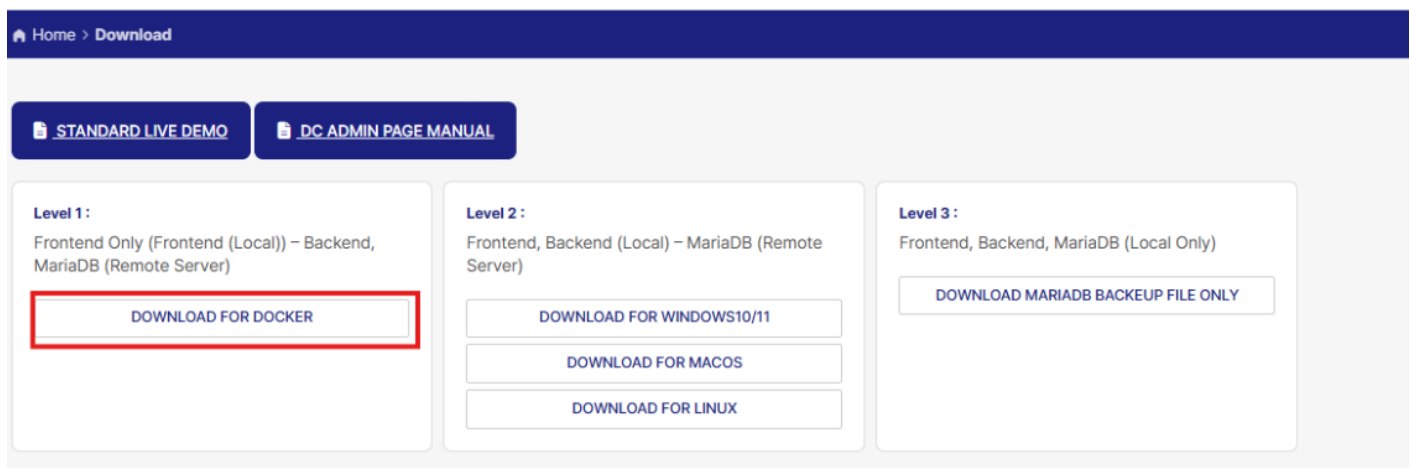 Home > Download
STANDARD LIVE DEMO
DC ADMIN PAGE MANUAL
Level 1 :
Frontend Only (Frontend (Local)) – Backend,
MariaDB (Remote Server)
DOWNLOAD FOR DOCKER
Level 2 :
Frontend, Backend (Local) – MariaDB (Remote
Server)
DOWNLOAD FOR WINDOWS10/11
DOWNLOAD FOR MACOS
DOWNLOAD FOR LINUX
Level 3 :
Frontend, Backend, MariaDB (Local Only)
DOWNLOAD MARIADB BACKEUP FILE ONLY